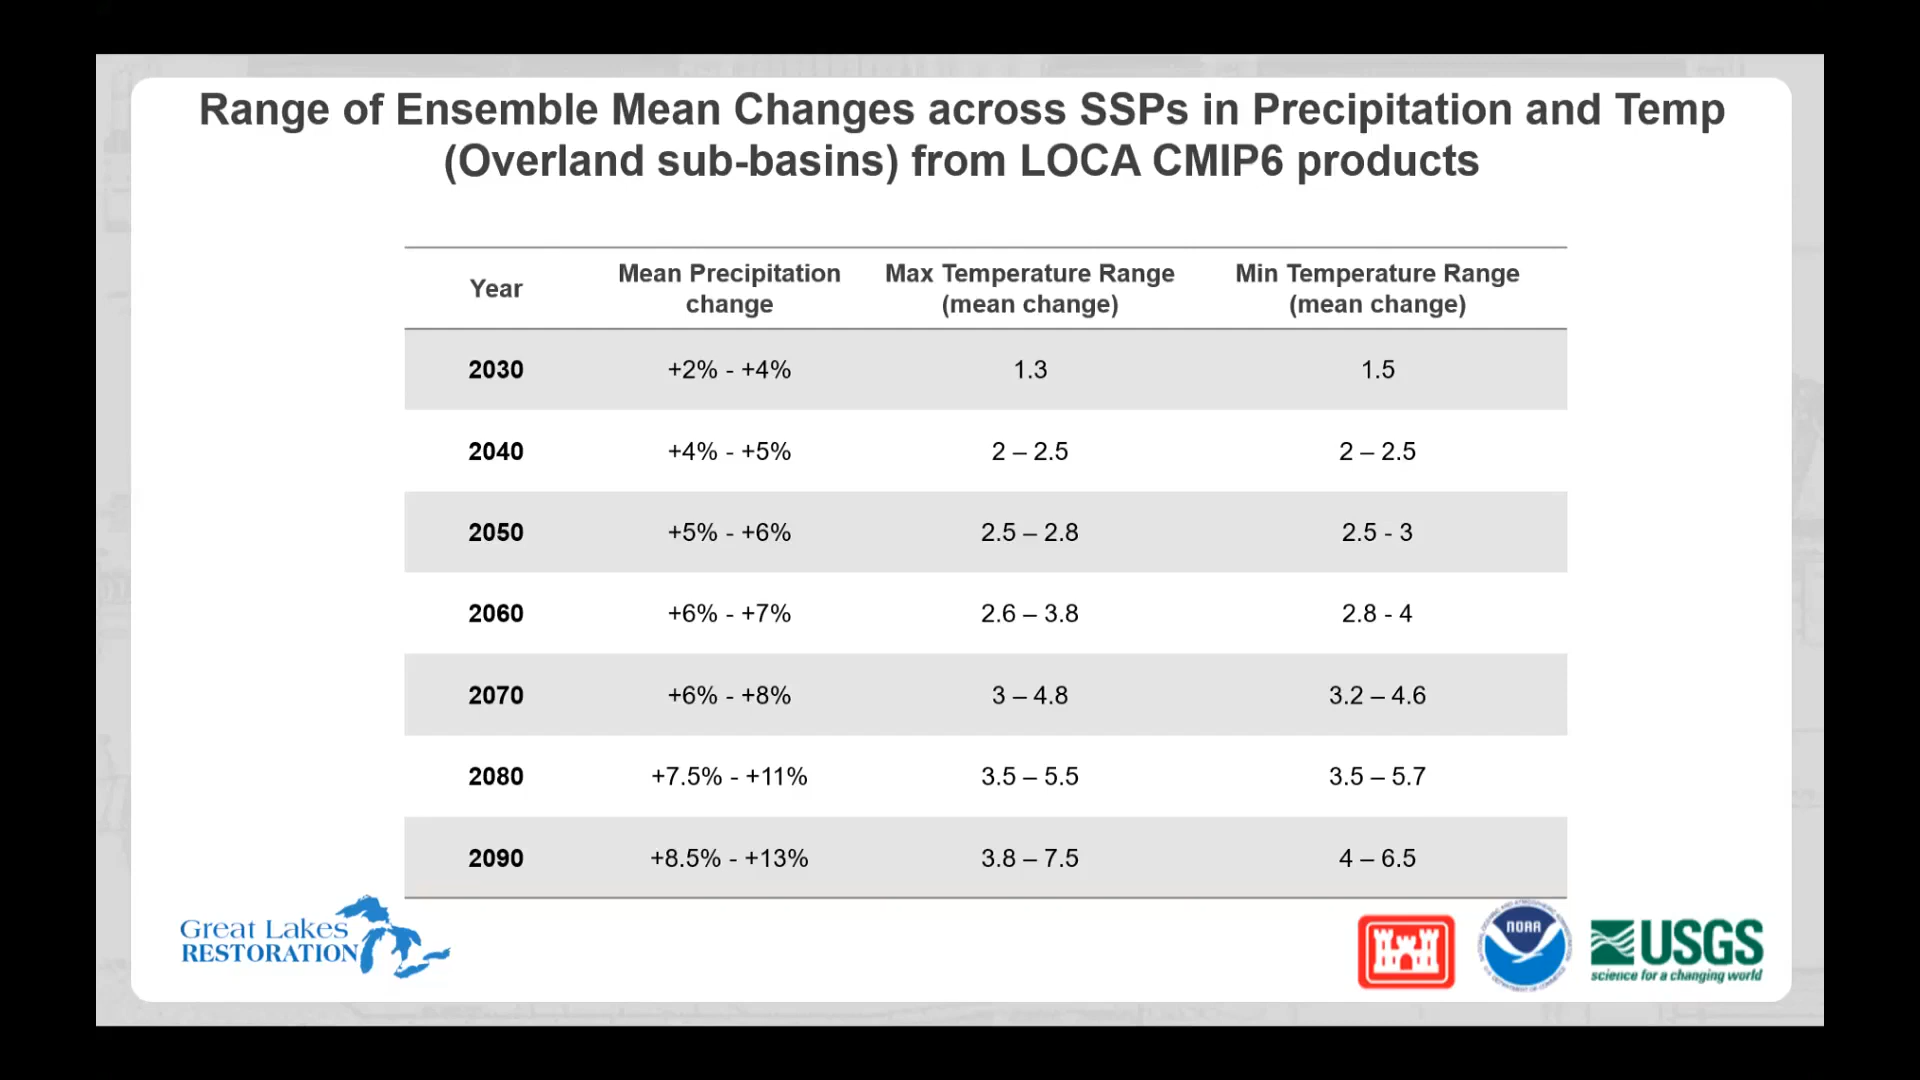 Range of Ensemble Mean Changes across SSPs in Precipitation and Temp
(Overland sub-basins) from LOCA CMIP6 products
Year
Mean Precipitation
change
Max Temperature Range
(mean change)
Min Temperature Range
(mean change)
2030 +2% - +4% 1.3 1.5
2040 +4% - +5% 2 – 2.5 2 – 2.5
2050 +5% - +6% 2.5 – 2.8 2.5 - 3
2060 +6% - +7% 2.6 – 3.8 2.8 - 4
2070 +6% - +8% 3 – 4.8 3.2 – 4.6
2080 +7.5% - +11% 3.5 – 5.5 3.5 – 5.7
2090 +8.5% - +13% 3.8 – 7.5 4 – 6.5
Great Lakes
RESTORATION
NOAA
USGS
science for a changing world